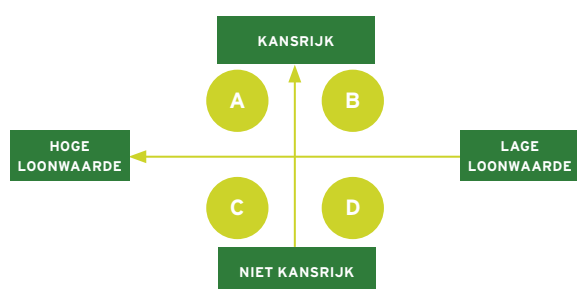 KANSRIJK
A
B
HOGE
LOONWAARDE
LAGE
LOONWAARDE
C
D
NIET KANSRIJK